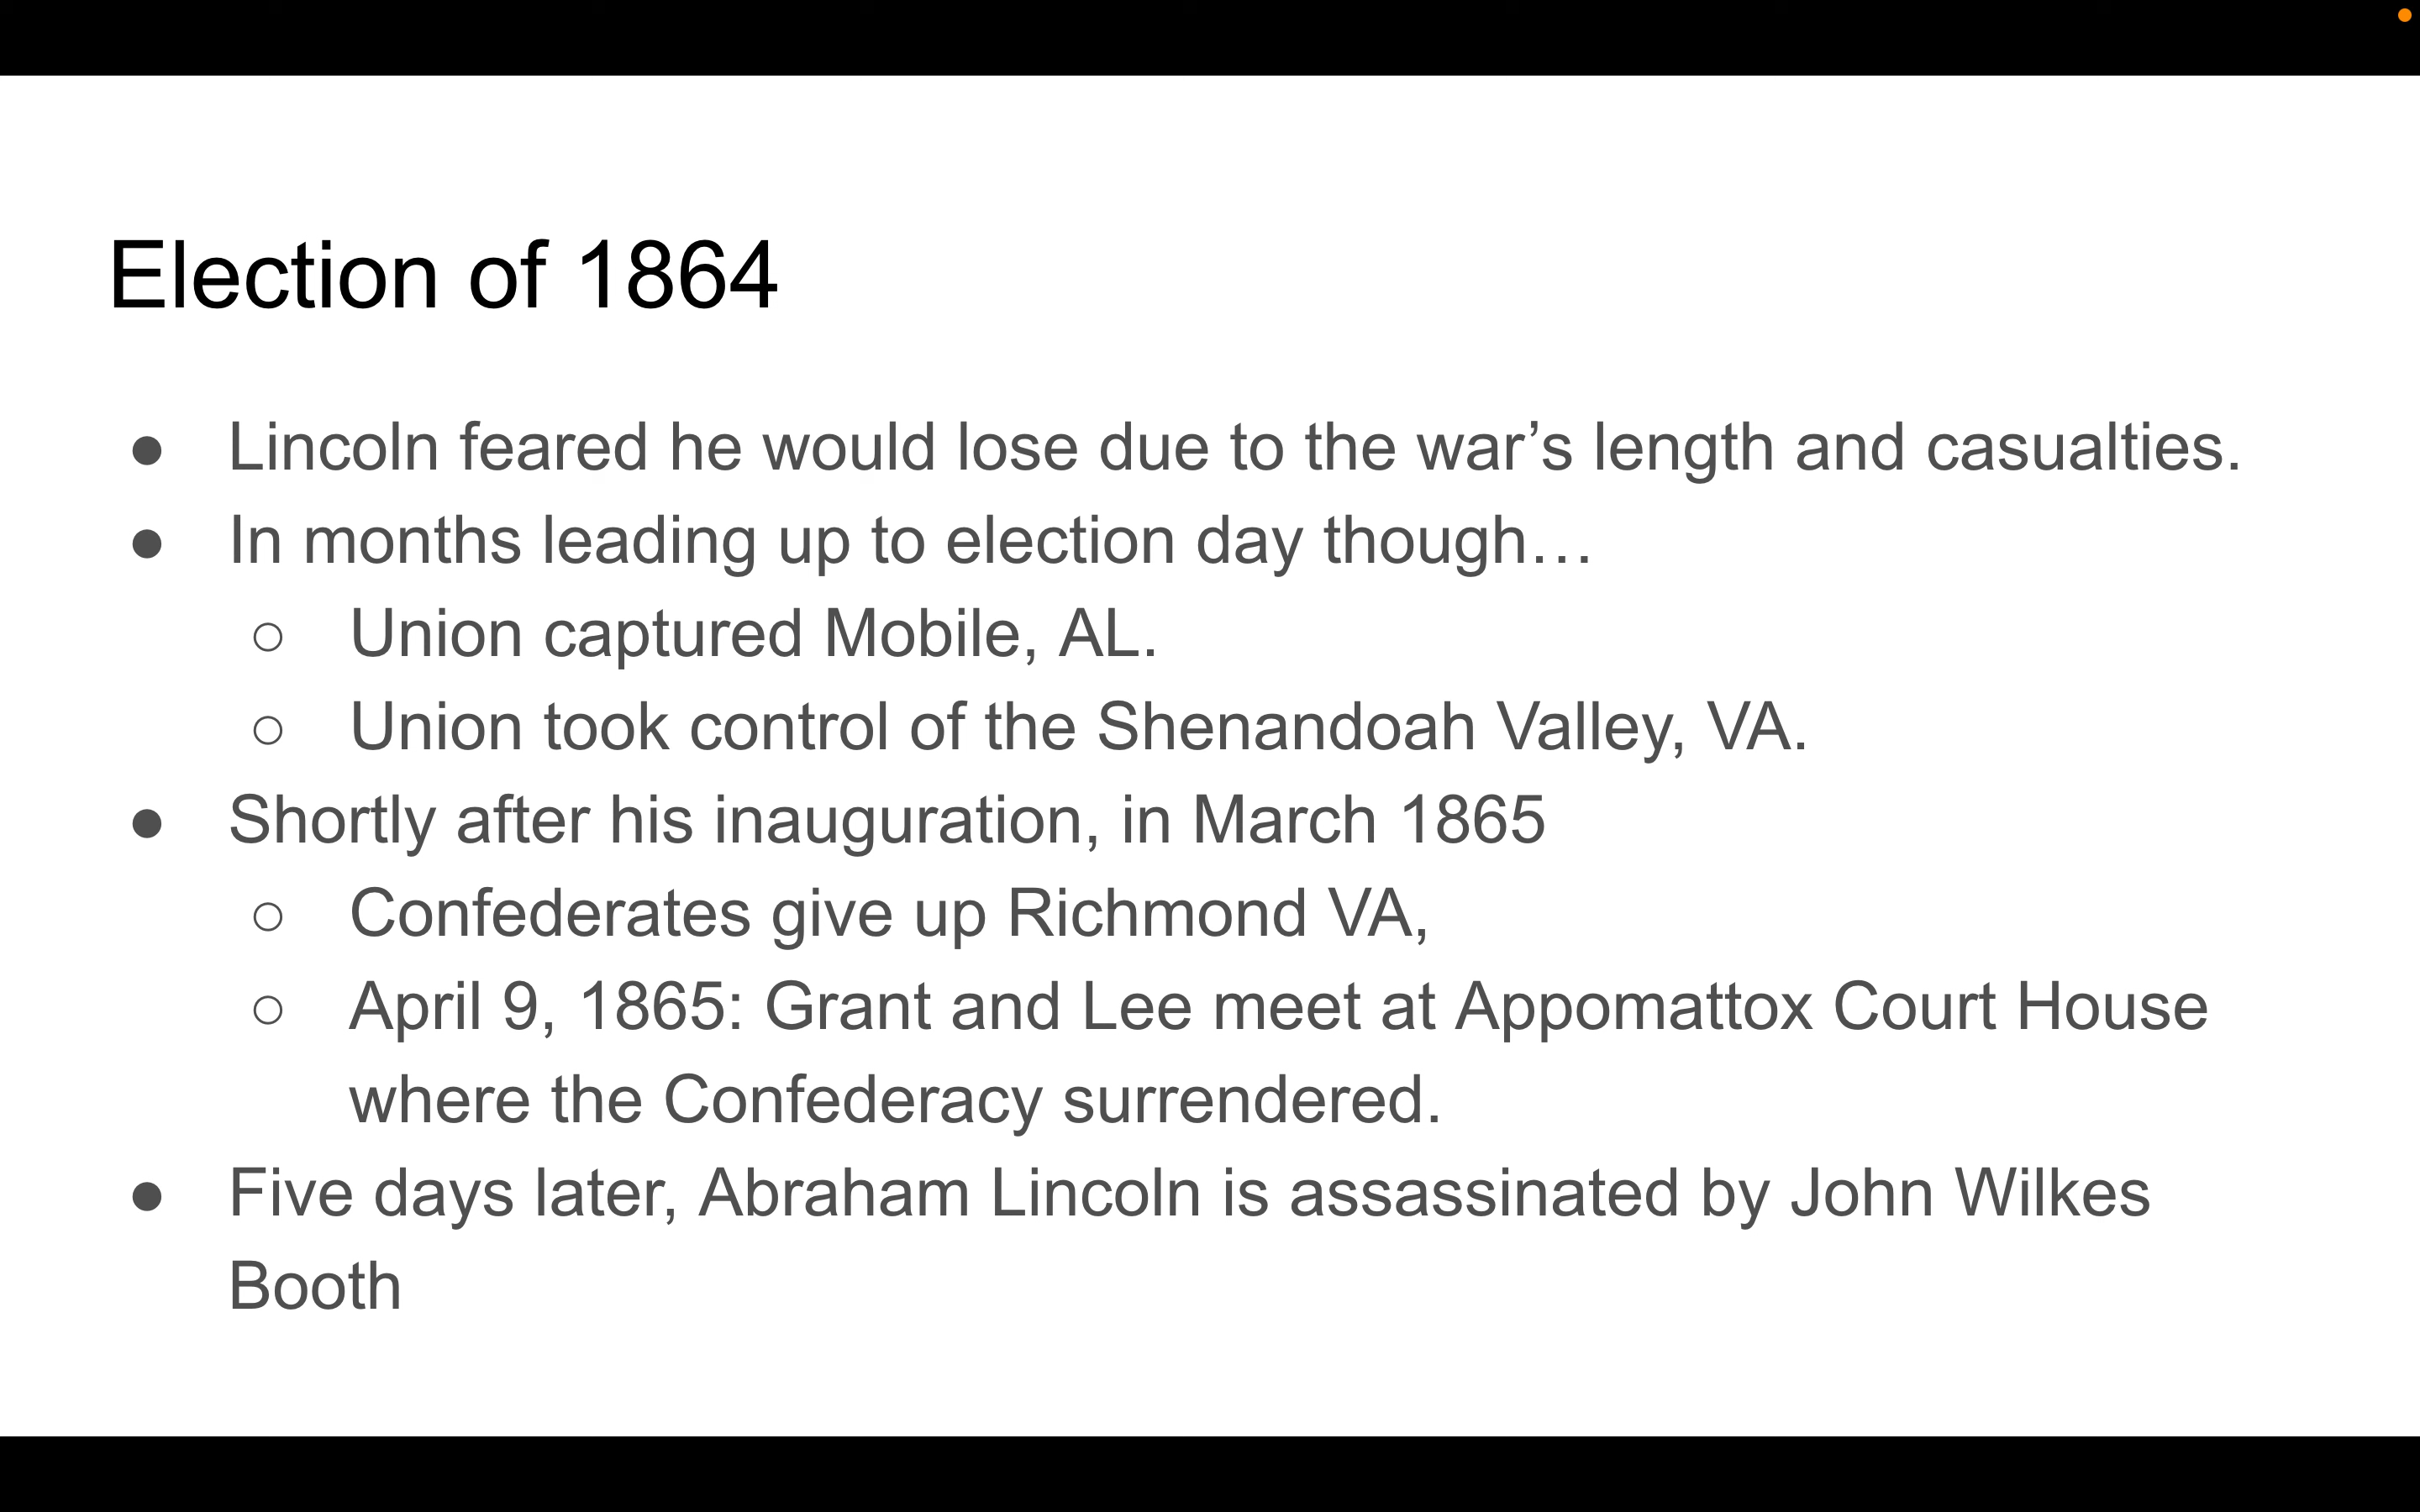 Election of 1864
● Lincoln feared he would lose due to the war’s length and casualties.
● In months leading up to election day though…
○ Union captured Mobile, AL.
○ Union took control of the Shenandoah Valley, VA.
● Shortly after his inauguration, in March 1865
○ Confederates give up Richmond VA,
○ April 9, 1865: Grant and Lee meet at Appomattox Court House
where the Confederacy surrendered.
● Five days later, Abraham Lincoln is assassinated by John Wilkes
Booth